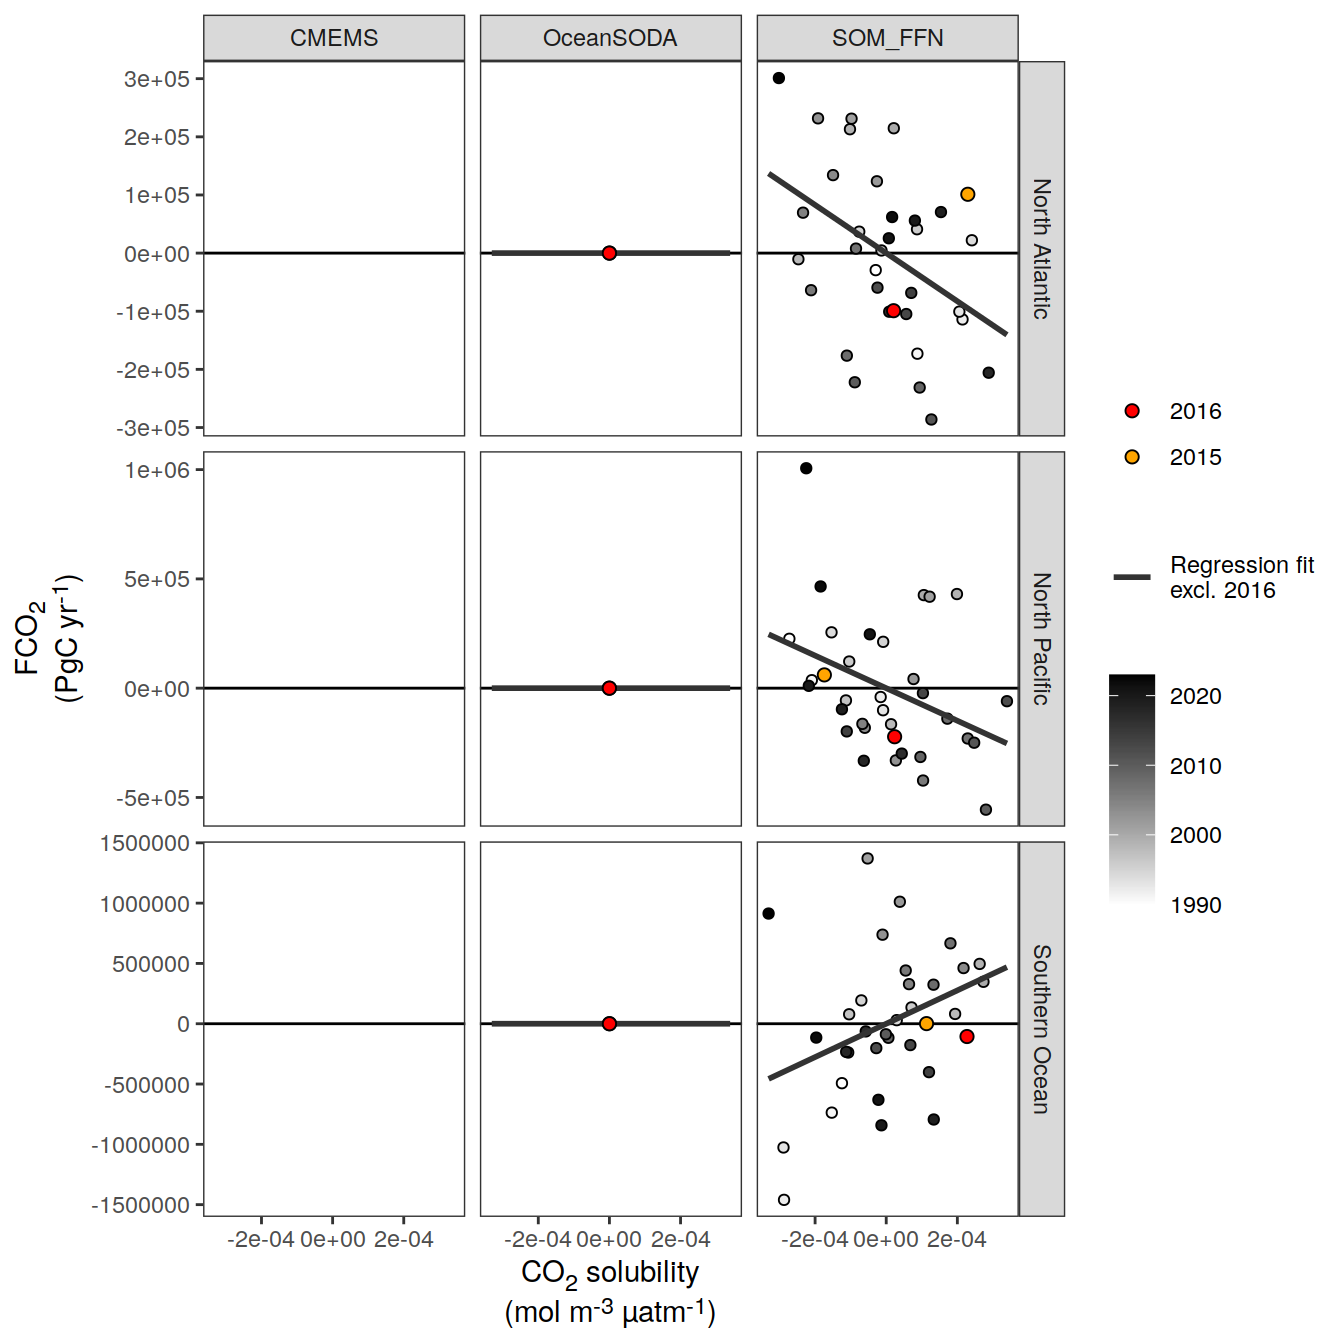 CMEMS OceanSODA SOM_FFN
3e+05
2e+05
1e+05
0e+00
-1e+05
-2e+05
-3e+05
North Atlantic
1e+06
5e+05
0e+00
-5e+05
North Pacific
1500000
1000000
500000
0
-500000
-1000000
-1500000
Southern Ocean
-2e-04 0e+00 2e-04 -2e-04 0e+00 2e-04 -2e-04 0e+00 2e-04
CO₂ solubility
(mol m⁻³ µatm⁻¹)
FCO₂
(PgC yr⁻¹)
2016
2015
Regression fit
excl. 2016
2020
2010
2000
1990